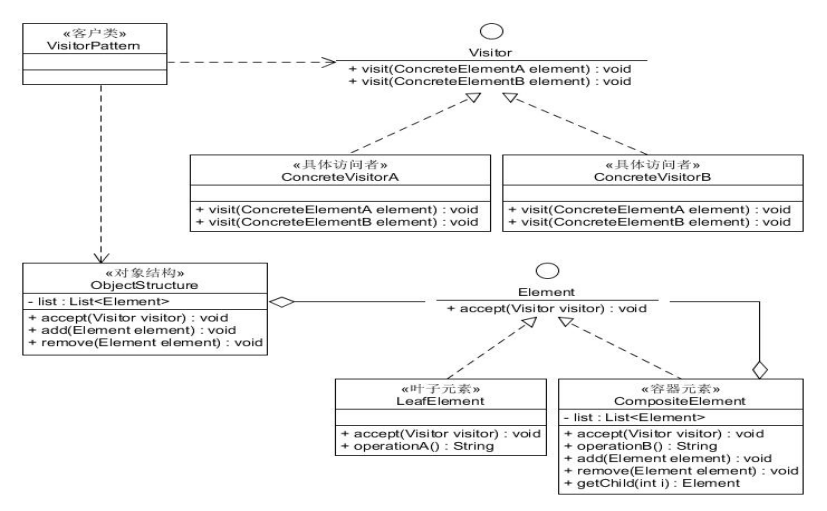 «客户类»
VisitorPattern
Visitor
+ visit(ConcreteElementA element) : void
+ visit(ConcreteElementB element) : void
«具体访问者»
ConcreteVisitorA
+ visit(ConcreteElementA element) : void
+ visit(ConcreteElementB element) : void
«具体访问者»
ConcreteVisitorB
+ visit(ConcreteElementA element) : void
+ visit(ConcreteElementB element) : void
«对象结构»
ObjectStructure
- list : List<Element>
+ accept(Visitor visitor) : void
+ add(Element element) : void
+ remove(Element element) : void
Element
+ accept(Visitor visitor) : void
«叶子元素»
LeafElement
+ accept(Visitor visitor) : void
+ operationA() : String
«容器元素»
CompositeElement
- list : List<Element>
+ accept(Visitor visitor) : void
+ operationB() : String
+ add(Element element) : void
+ remove(Element element) : void
+ getChild(int i) : Element